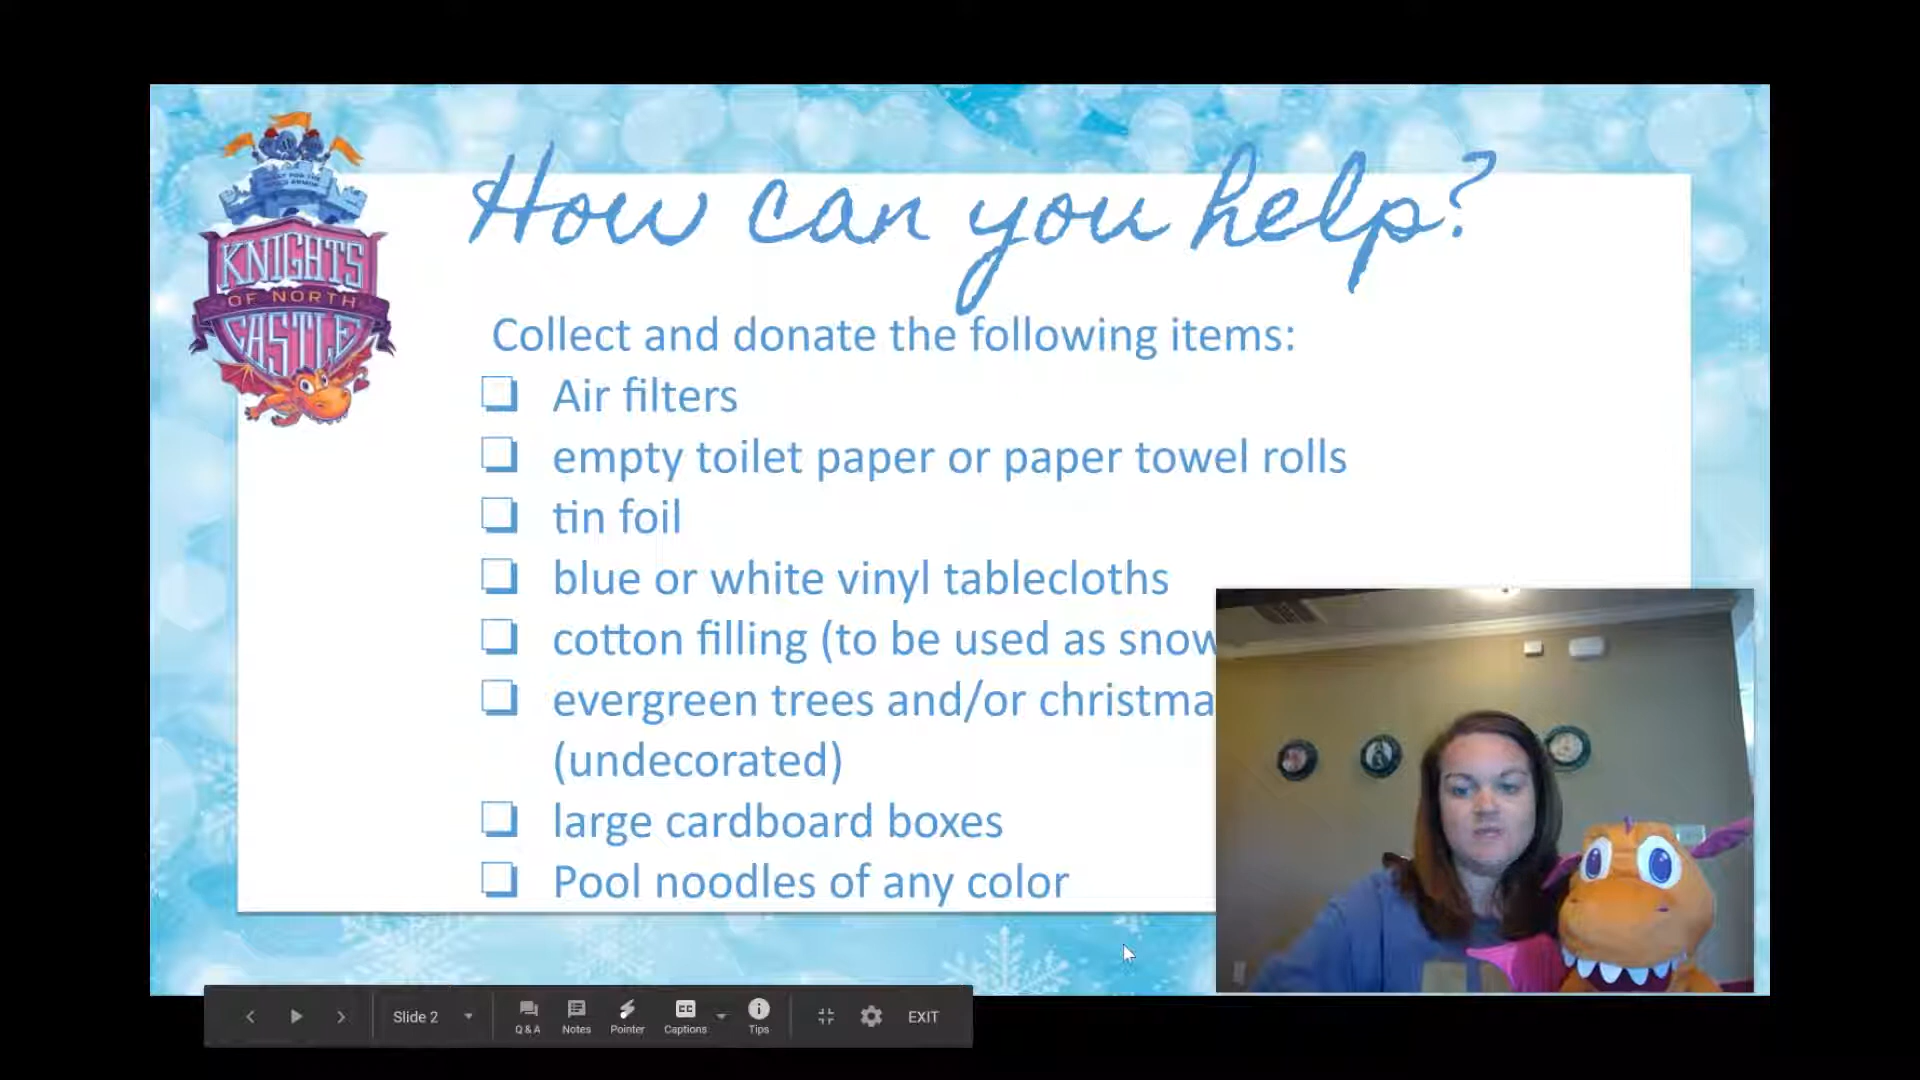 How can you help?
KNIGHTS
OF NORTH
CASTLE
Collect and donate the following items:
Air filters
empty toilet paper or paper towel rolls
tin foil
blue or white vinyl tablecloths
cotton filling (to be used as snow
evergreen trees and/or christma
(undecorated)
large cardboard boxes
Pool noodles of any color
Slide 2
Q & A
Notes
Pointer
CC
Captions
Tips
EXIT